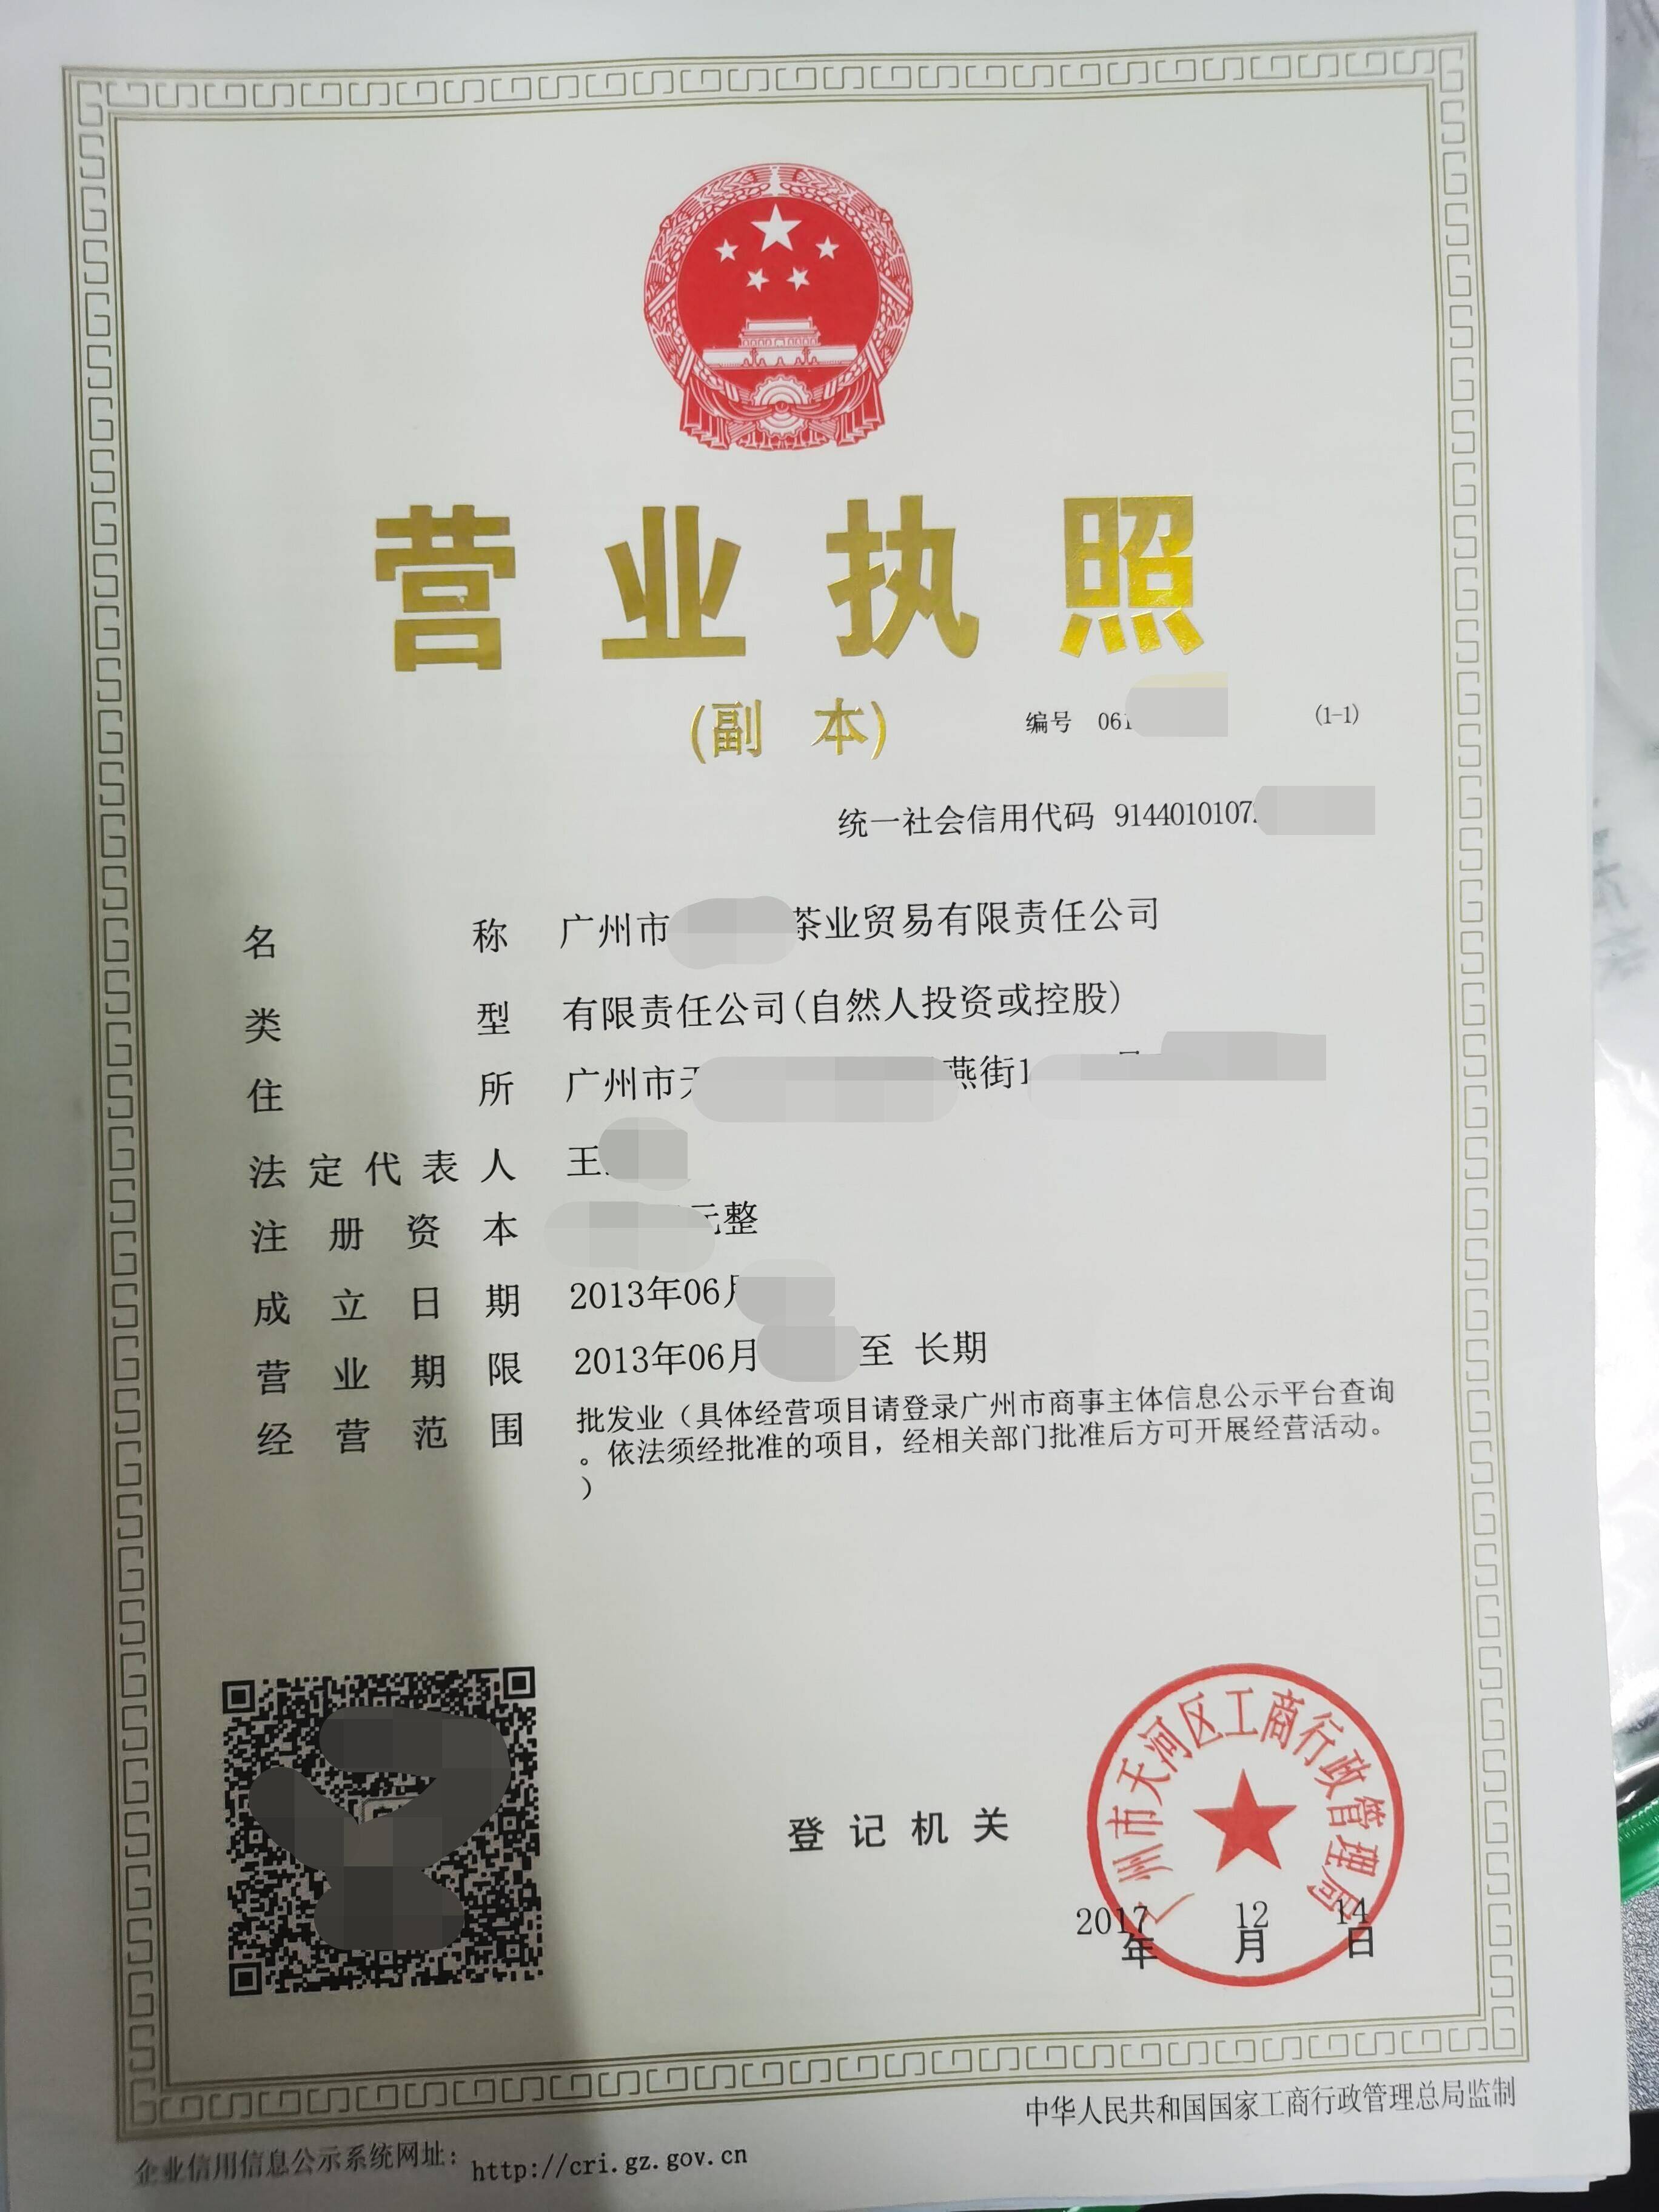 营业执照
(副 本)
编号 061
(1-1)
统一社会信用代码 9144010107
名 称 广州市 茶业贸易有限责任公司
类 型 有限责任公司(自然人投资或控股)
住 所 广州市 燕街1
法定代表人 王
注册资本 元整
成立日期 2013年06月
营业期限 2013年06月 至 长期
经营范围 批发业（具体经营项目请登录广州市商事主体信息公示平台查询
。依法须经批准的项目，经相关部门批准后方可开展经营活动。
）
广州市天河区工商行政管理局
登记机关
2017年12月14日
中华人民共和国国家工商行政管理总局监制
企业信用信息公示系统网址：http://cri.gz.gov.cn